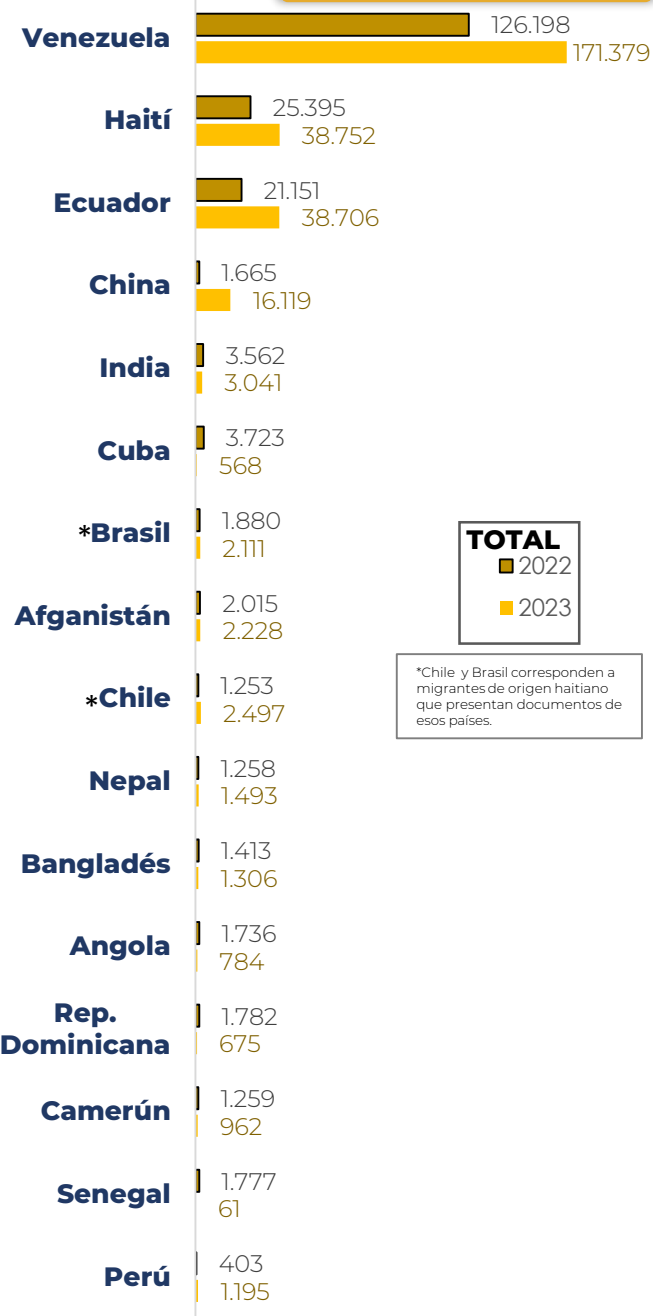 Venezuela
126.198
171.379
Haití
25.395
38.752
Ecuador
21.151
38.706
China
1.665
16.119
India
3.562
3.041
Cuba
3.723
568
*Brasil
1.880
2.111
Afganistán
2.015
2.228
*Chile
1.253
2.497
Nepal
1.258
1.493
Bangladés
1.413
1.306
Angola
1.736
784
Rep.
Dominicana
1.782
675
Camerún
1.259
962
Senegal
1.777
61
Perú
403
1.195
TOTAL
2022
2023
*Chile y Brasil corresponden a
migrantes de origen haitiano
que presentan documentos de
esos países.